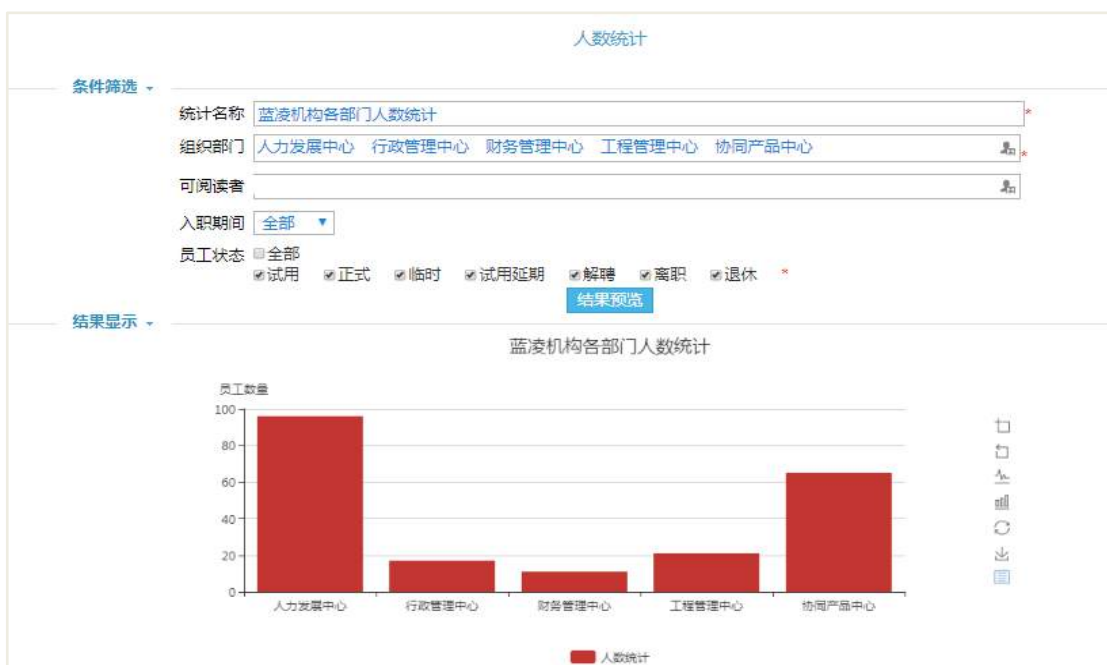 人数统计
条件筛选
统计名称 蓝凌机构各部门人数统计 *
组织部门 人力发展中心 行政管理中心 财务管理中心 工程管理中心 协同产品中心 *
可阅读者
入职期间 全部
员工状态 全部
试用 正式 临时 试用延期 解聘 离职 退休 *
结果预览
结果显示
蓝凌机构各部门人数统计
员工数量
100
80
60
40
20
0
人力发展中心 行政管理中心 财务管理中心 工程管理中心 协同产品中心
人数统计